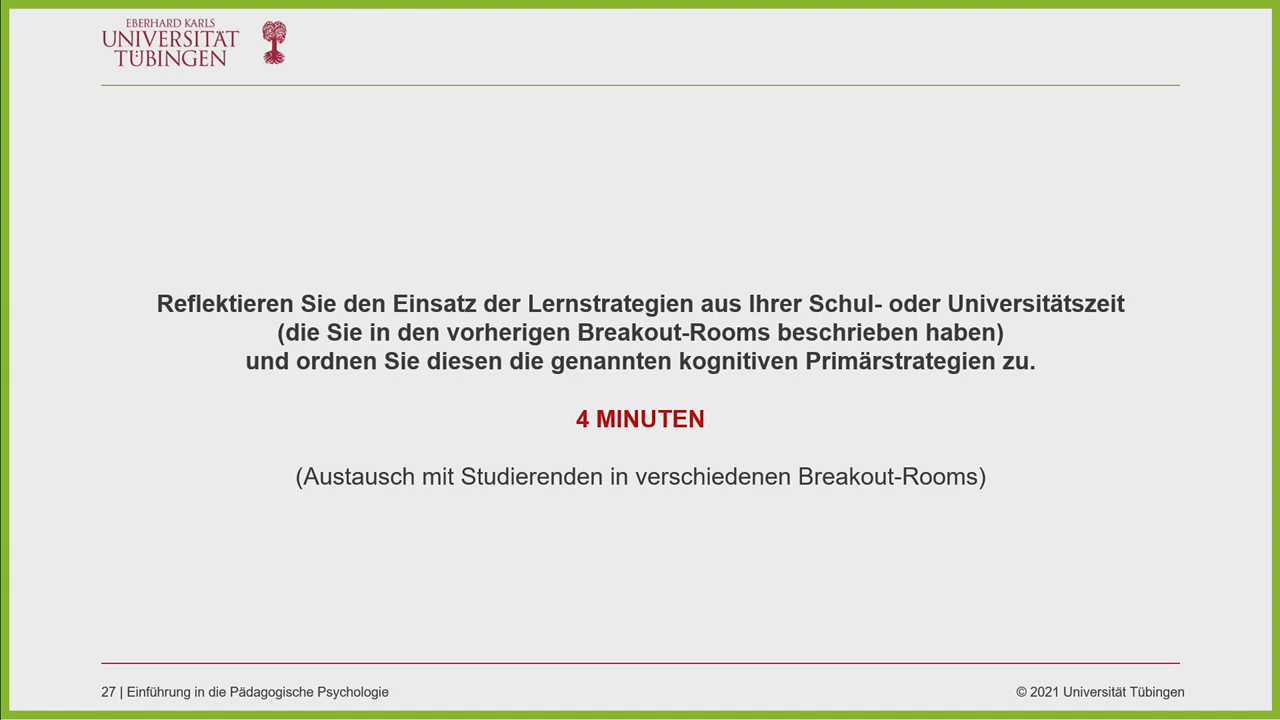 EBERHARD KARLS
UNIVERSITÄT
TÜBINGEN
Reflektieren Sie den Einsatz der Lernstrategien aus Ihrer Schul- oder Universitätszeit
(die Sie in den vorherigen Breakout-Rooms beschrieben haben)
und ordnen Sie diesen die genannten kognitiven Primärstrategien zu.
4 MINUTEN
(Austausch mit Studierenden in verschiedenen Breakout-Rooms)
27 | Einführung in die Pädagogische Psychologie
© 2021 Universität Tübingen